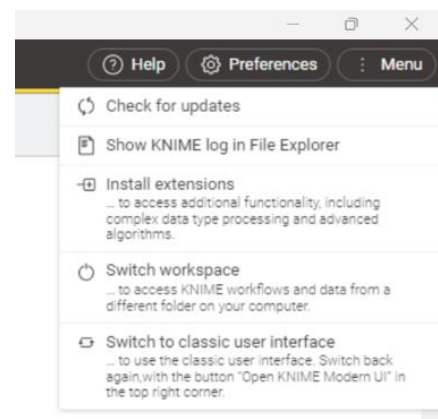 Help Preferences Menu
Check for updates
Show KNIME log in File Explorer
Install extensions
... to access additional functionality, including
complex data type processing and advanced
algorithms.
Switch workspace
... to access KNIME workflows and data from a
different folder on your computer.
Switch to classic user interface
... to use the classic user interface. Switch back
again,with the button "Open KNIME Modern UI" in
the top right corner.